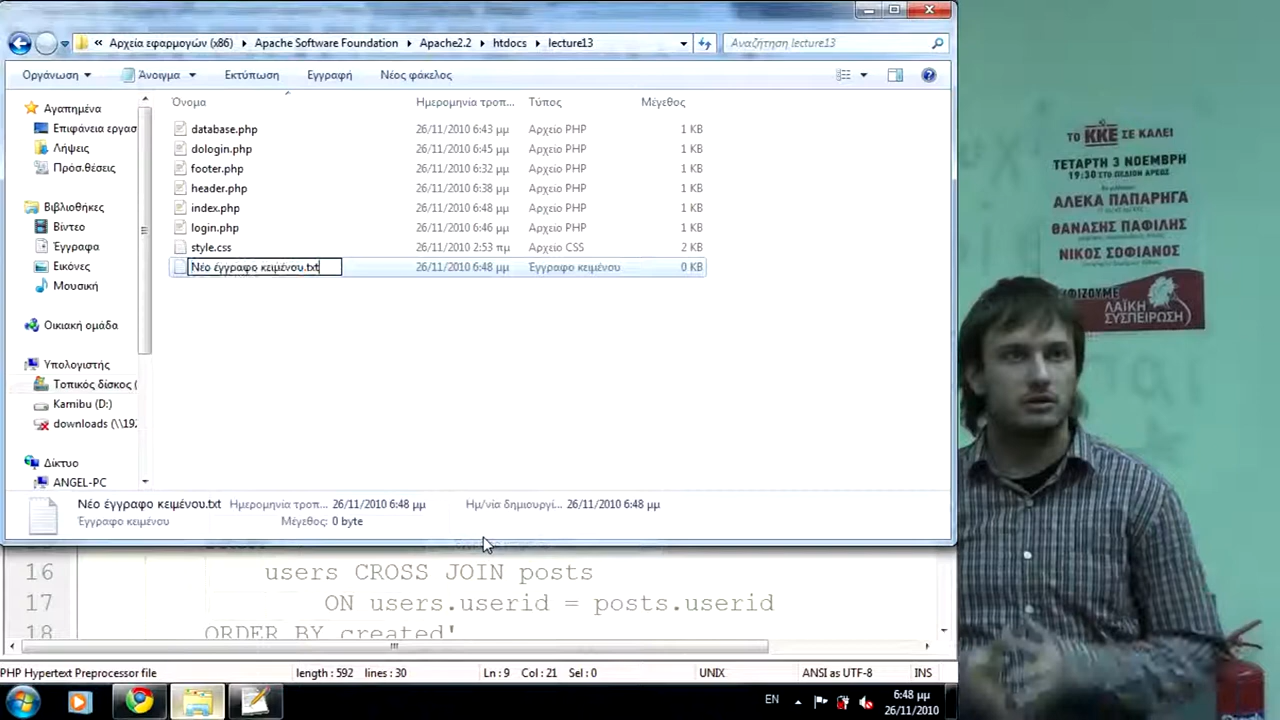 « Αρχεία εφαρμογών (x86) Apache Software Foundation Apache2.2 htdocs lecture13 Αναζήτηση lecture13
Οργάνωση Άνοιγμα Εκτύπωση Εγγραφή Νέος φάκελος
Όνομα Ημερομηνία τροπ... Τύπος Μέγεθος
Αγαπημένα
Επιφάνεια εργασ
Λήψεις
Πρόσ.θέσεις
Βιβλιοθήκες
Βίντεο
Έγγραφα
Εικόνες
Μουσική
Οικιακή ομάδα
Υπολογιστής
Τοπικός δίσκος (
Karnibu (D:)
downloads (\\192
Δίκτυο
ANGEL-PC
database.php 26/11/2010 6:43 μμ Αρχείο PHP 1 KB
dologin.php 26/11/2010 6:45 μμ Αρχείο PHP 1 KB
footer.php 26/11/2010 6:32 μμ Αρχείο PHP 1 KB
header.php 26/11/2010 6:38 μμ Αρχείο PHP 1 KB
index.php 26/11/2010 6:48 μμ Αρχείο PHP 1 KB
login.php 26/11/2010 6:46 μμ Αρχείο PHP 1 KB
style.css 26/11/2010 2:53 πμ Αρχείο CSS 2 KB
Νέο έγγραφο κειμένου.txt 26/11/2010 6:48 μμ Έγγραφο κειμένου 0 KB
Νέο έγγραφο κειμένου.txt Ημερομηνία τροπ... 26/11/2010 6:48 μμ Ημ/νία δημιουργί... 26/11/2010 6:48 μμ
Έγγραφο κειμένου Μέγεθος: 0 byte
16 users CROSS JOIN posts
17 ON users.userid = posts.userid
18 ORDER BY created'
PHP Hypertext Preprocessor file length : 592 lines : 30 Ln : 9 Col : 21 Sel : 0 UNIX ANSI as UTF-8 INS
EN 6:48 μμ
26/11/2010
ΤΟ ΚΚΕ ΣΕ ΚΑΛΕΙ
ΤΕΤΑΡΤΗ 3 ΝΟΕΜΒΡΗ
19:30 ΣΤΟ ΠΕΔΙΟΝ ΑΡΕΩΣ
ΑΛΕΚΑ ΠΑΠΑΡΗΓΑ
ΘΑΝΑΣΗΣ ΠΑΦΙΛΗΣ
ΝΙΚΟΣ ΣΟΦΙΑΝΟΣ
ΨΗΦΙΖΟΥΜΕ
ΛΑΪΚΗ
ΣΥΣΠΕΙΡΩΣΗ